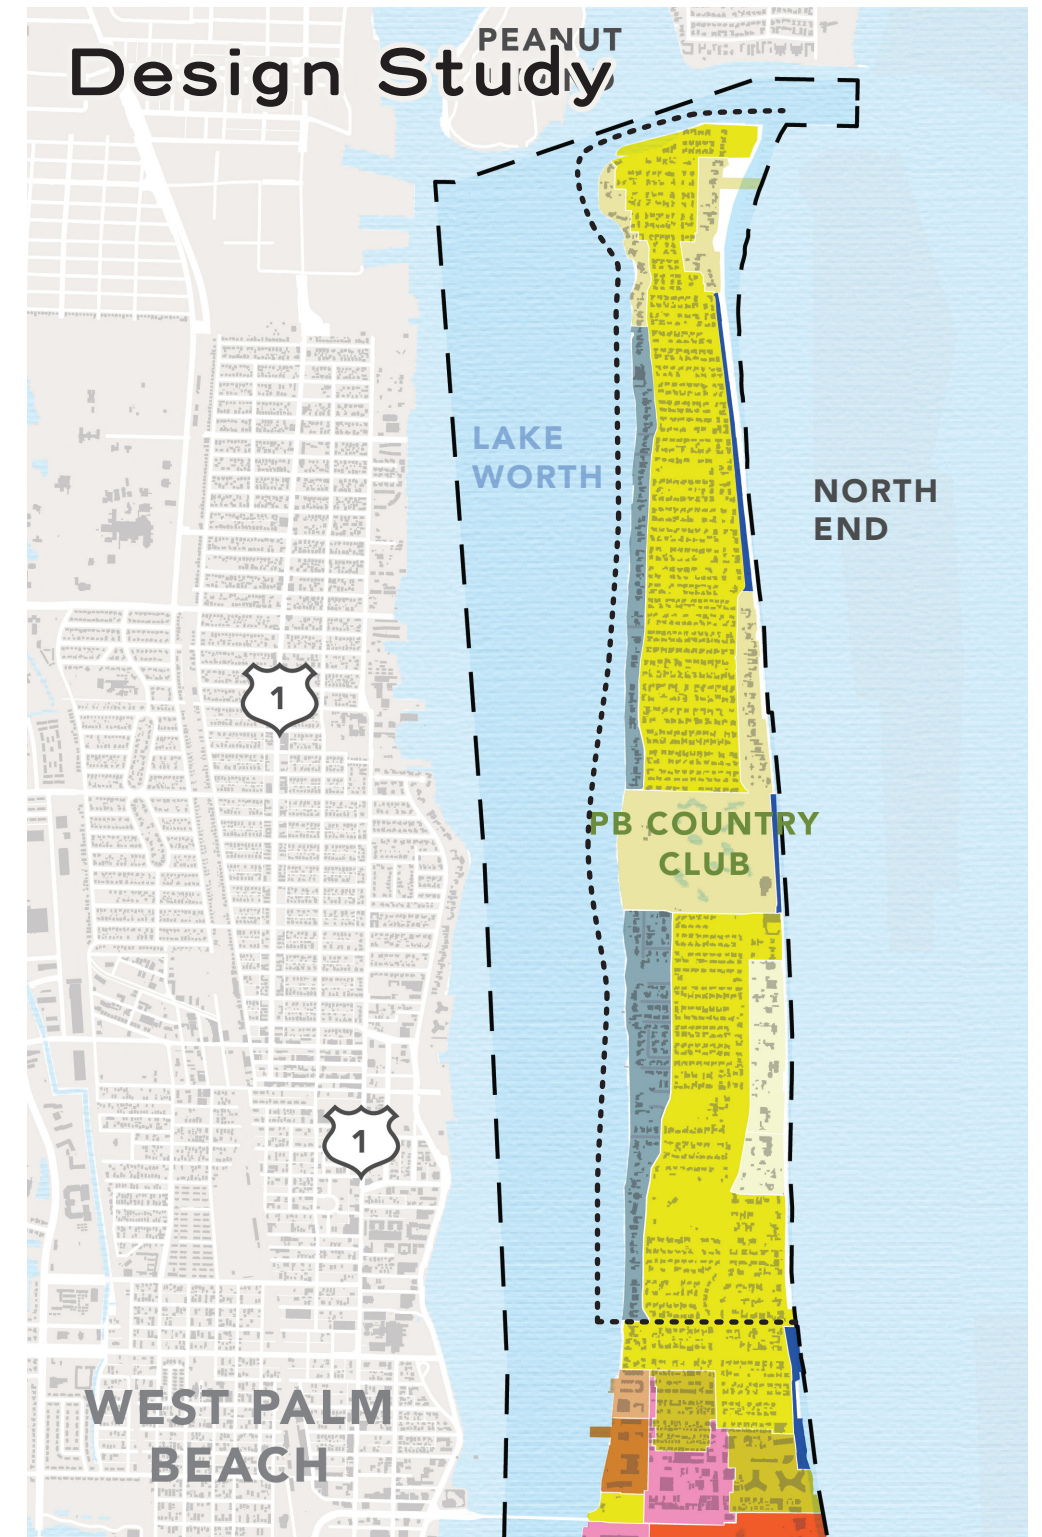 PEANUT
Design Study
LAKE
WORTH
NORTH
END
1
PB COUNTRY
CLUB
1
WEST PALM
BEACH